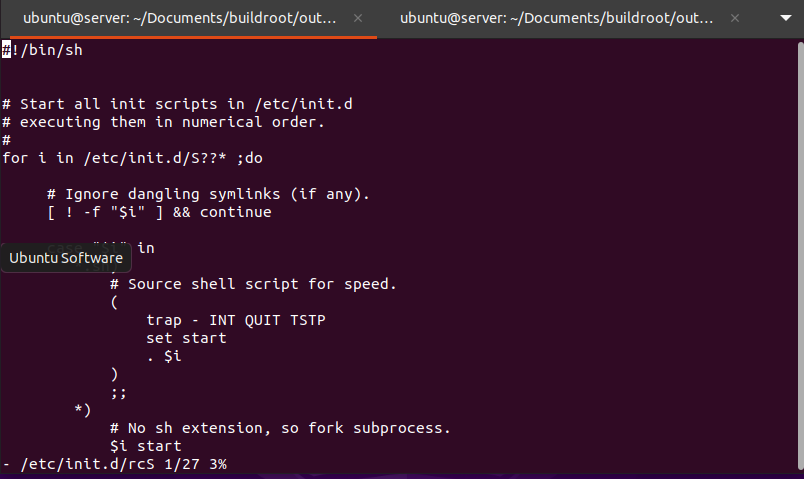 ubuntu@server: ~/Documents/buildroot/out...
ubuntu@server: ~/Documents/buildroot/out...
#!/bin/sh
# Start all init scripts in /etc/init.d
# executing them in numerical order.
#
for i in /etc/init.d/S??* ;do
# Ignore dangling symlinks (if any).
[ ! -f "$i" ] && continue
case "$i" in
Ubuntu Software
# Source shell script for speed.
(
trap - INT QUIT TSTP
set start
. $i
)
;;
*)
# No sh extension, so fork subprocess.
$i start
- /etc/init.d/rcS 1/27 3%